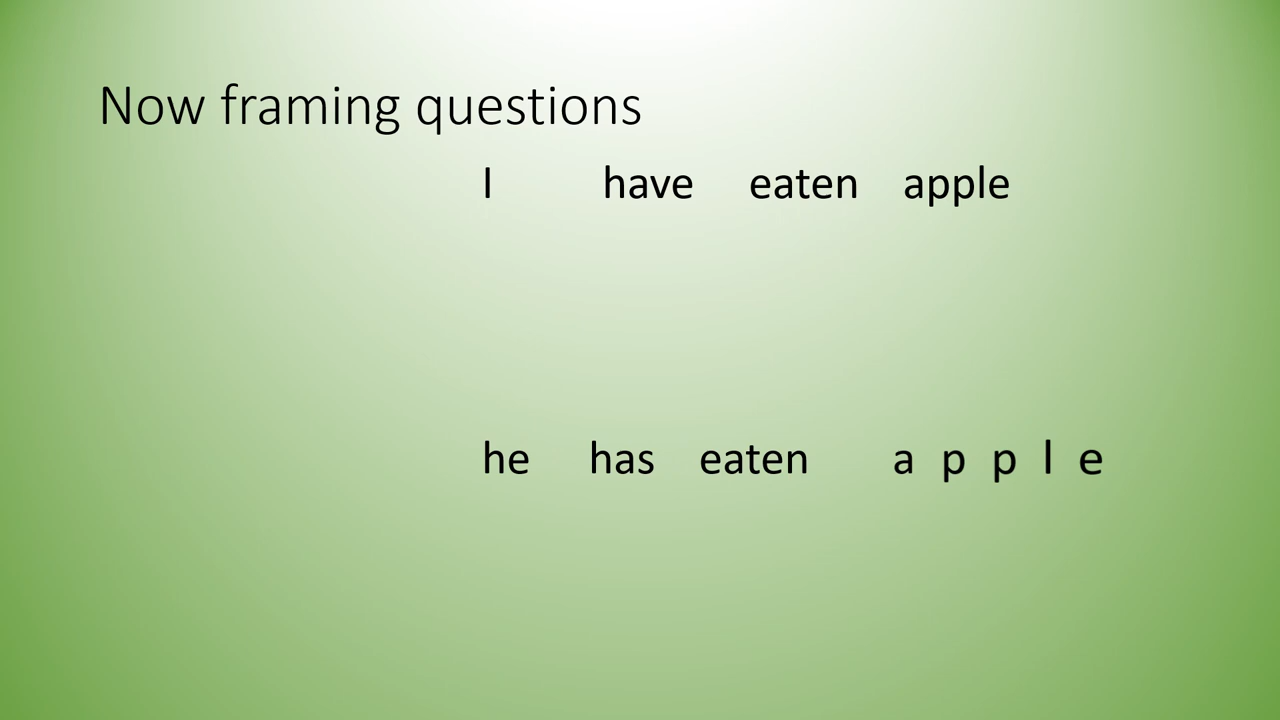 Now framing questions
I have eaten apple
he has eaten a p p l e